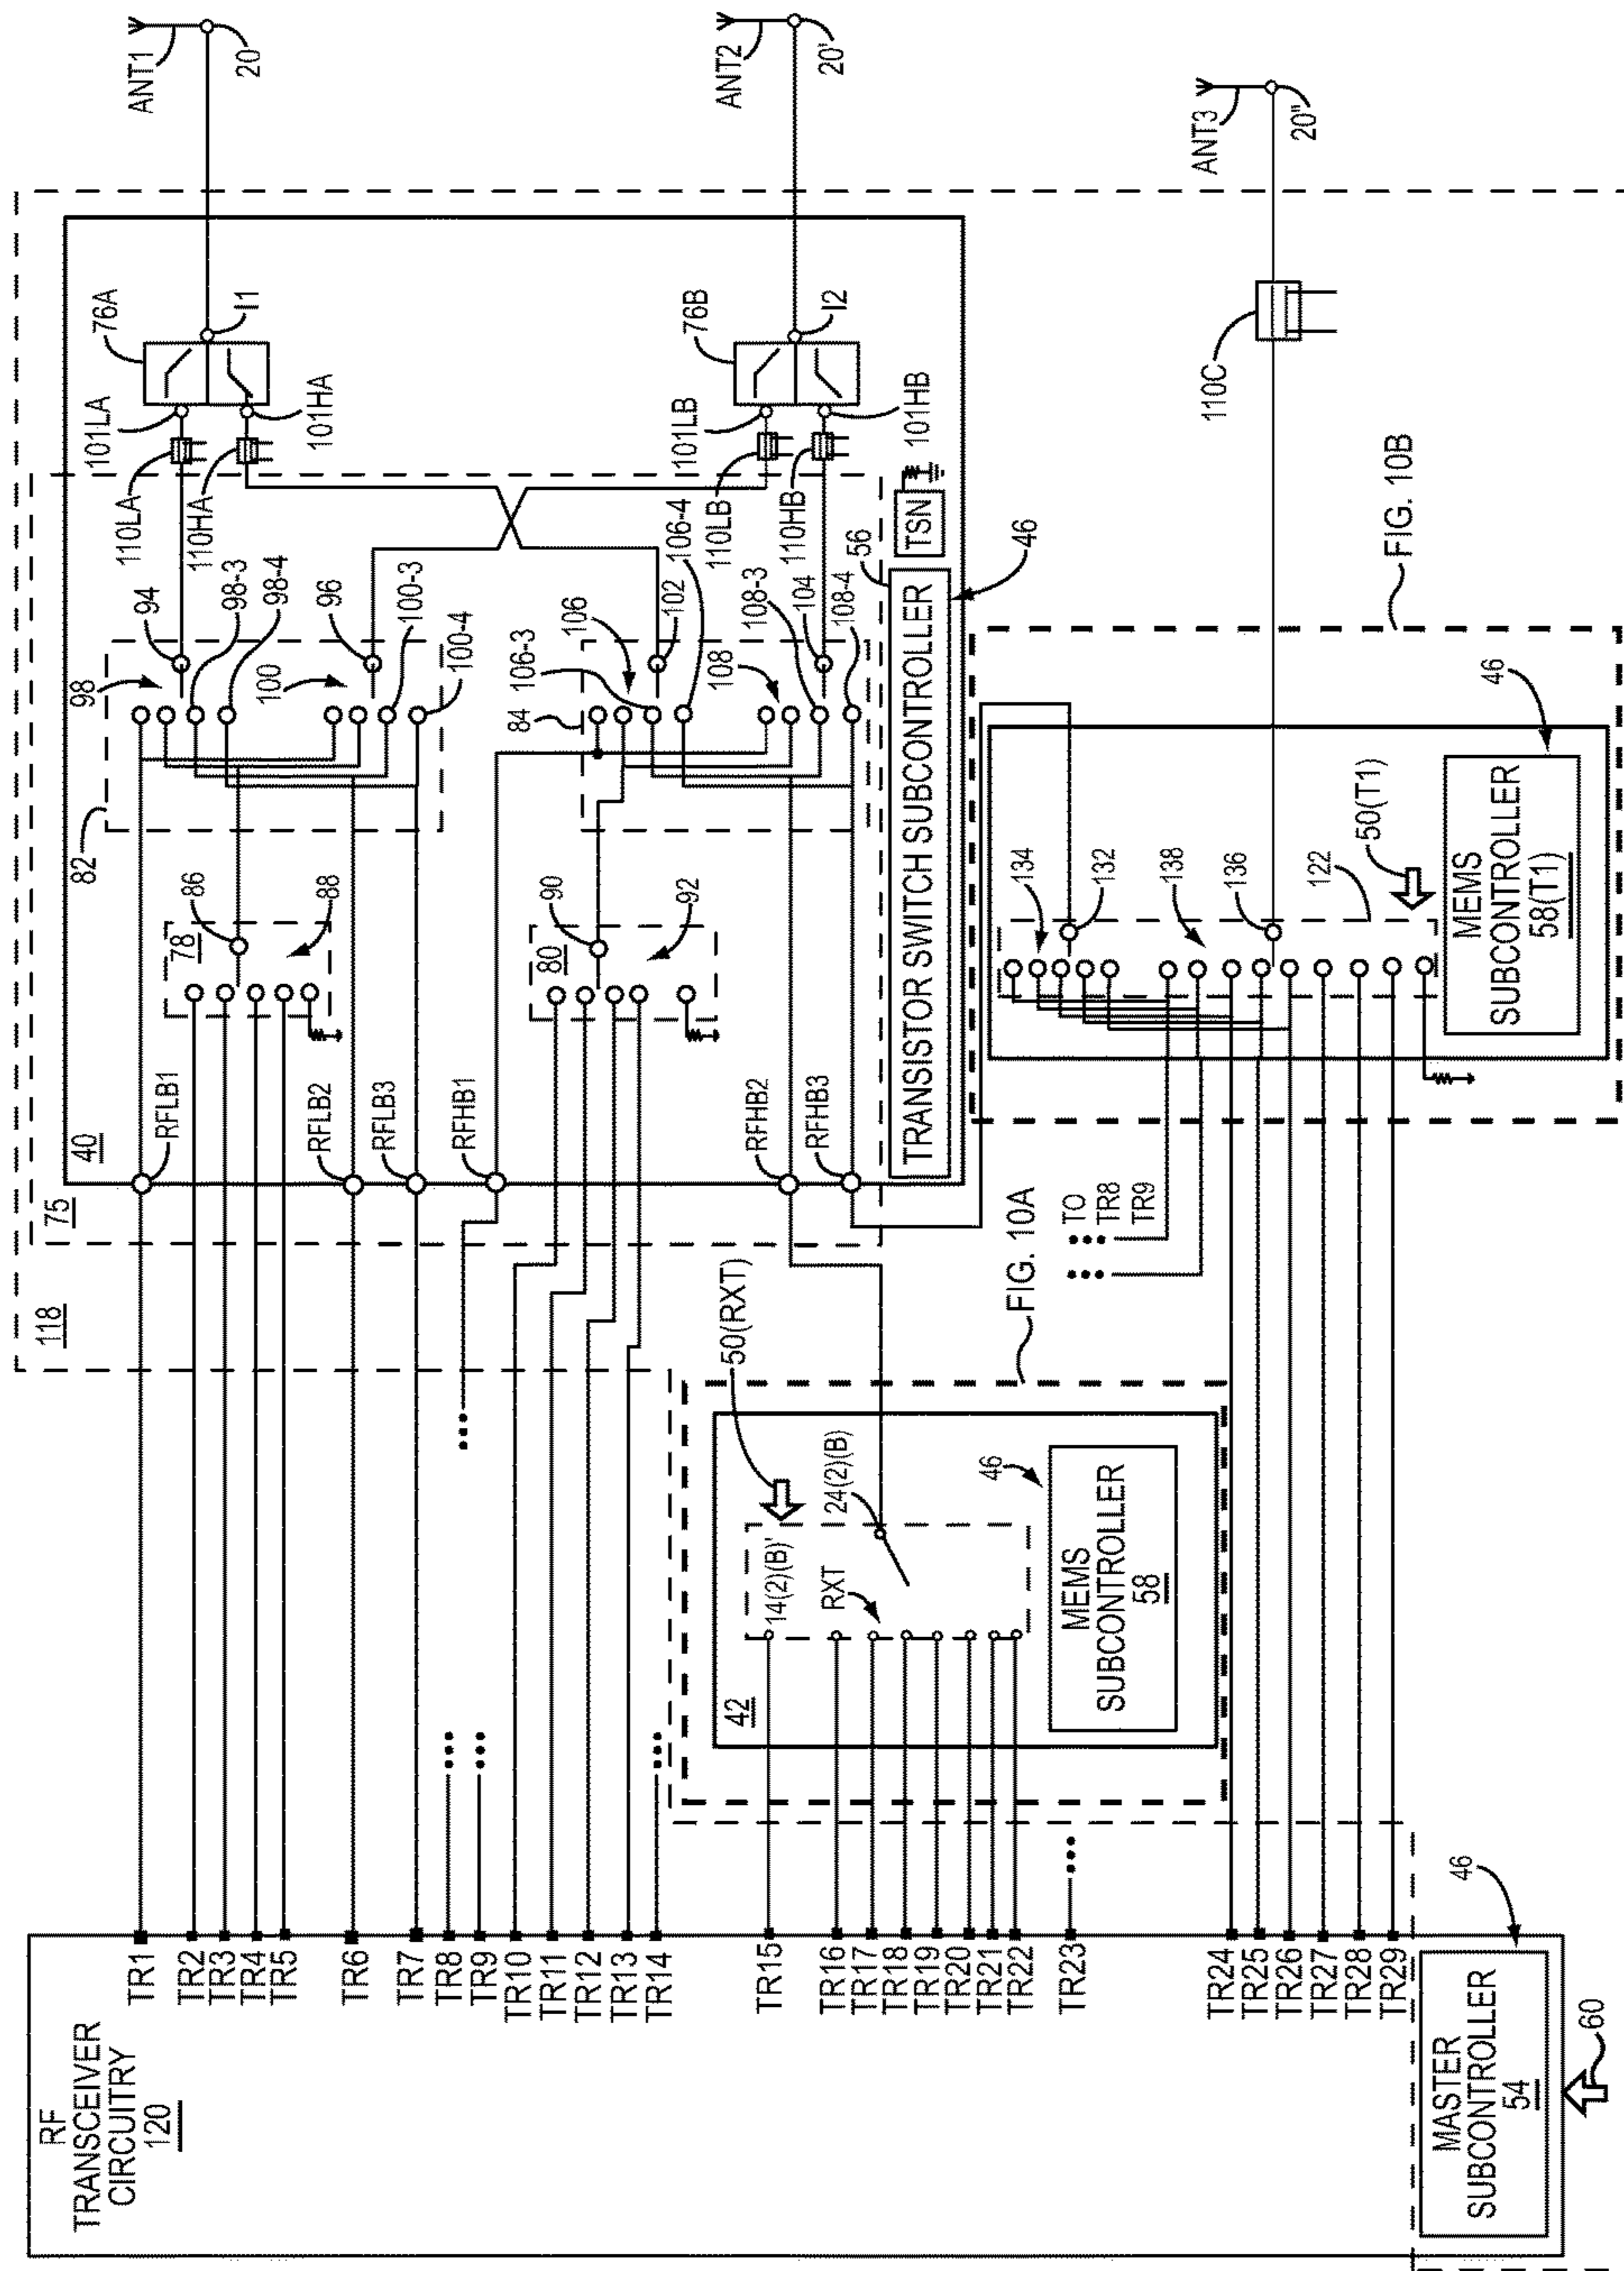 RF
TRANSCEIVER
CIRCUITRY
120
TR1
TR2
TR3
TR4
TR5
TR6
TR7
TR8
TR9
TR10
TR11
TR12
TR13
TR14
TR15
TR16
TR17
TR18
TR19
TR20
TR21
TR22
TR23
TR24
TR25
TR26
TR27
TR28
TR29
MASTER
SUBCONTROLLER
54
46
60
118
75
40
RFLB1
RFLB2
RFLB3
RFHB1
RFHB2
RFHB3
78
86
88
80
90
92
82
98
94
98-3
98-4
100
96
100-3
100-4
84
106-3
106
102
106-4
108
108-3
104
108-4
110LA
101LA
110HA
101HA
76A
I1
110LB
101LB
110HB
101HB
76B
I2
TSN
56
TRANSISTOR SWITCH SUBCONTROLLER
46
ANT1
20
ANT2
20'
ANT3
20"
110C
FIG. 10A
42
14(2)(B)'
50(RXT)
RXT
24(2)(B)
46
MEMS
SUBCONTROLLER
58
TO
TR8
TR9
FIG. 10B
134
132
138
136
122
50(T1)
46
MEMS
SUBCONTROLLER
58(T1)